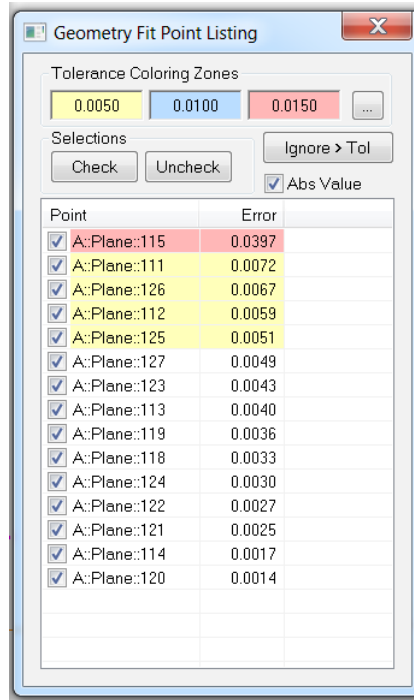 Geometry Fit Point Listing
X
Tolerance Coloring Zones
0.0050 0.0100 0.0150 ...
Selections
Check Uncheck
Ignore > Tol
Abs Value
Point Error
A::Plane::115 0.0397
A::Plane::111 0.0072
A::Plane::126 0.0067
A::Plane::112 0.0059
A::Plane::125 0.0051
A::Plane::127 0.0049
A::Plane::123 0.0043
A::Plane::113 0.0040
A::Plane::119 0.0036
A::Plane::118 0.0033
A::Plane::124 0.0030
A::Plane::122 0.0027
A::Plane::121 0.0025
A::Plane::114 0.0017
A::Plane::120 0.0014